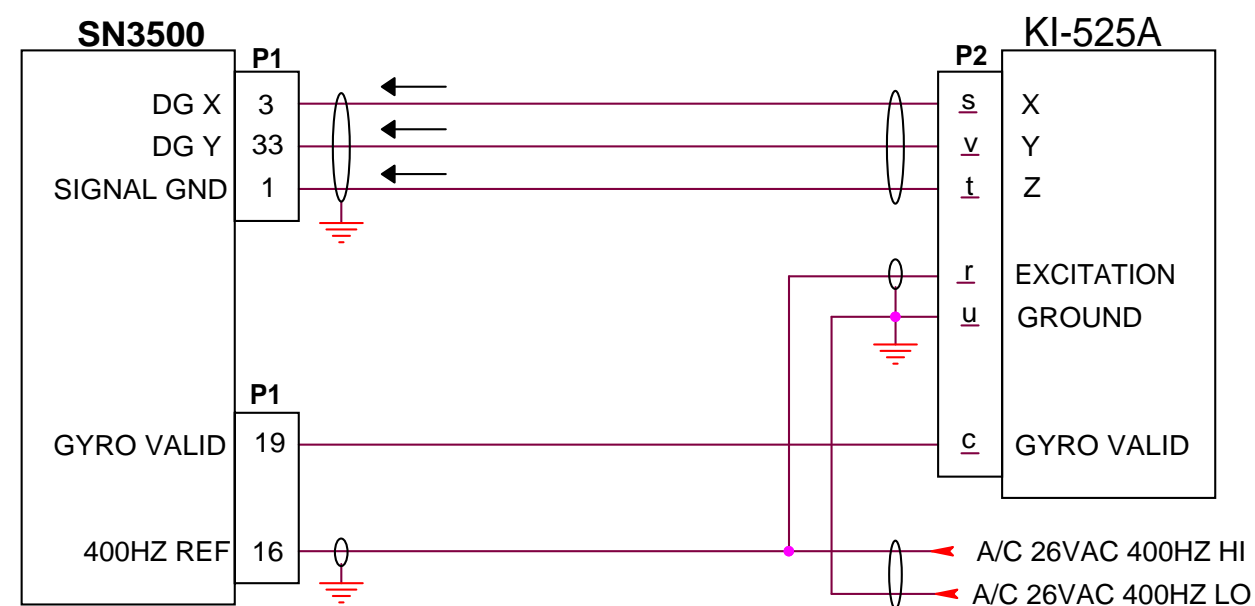 SN3500 KI-525A
P1 P2
DG X 3 s X
DG Y 33 v Y
SIGNAL GND 1 t Z
r EXCITATION
u GROUND
P1
GYRO VALID 19 c GYRO VALID
400HZ REF 16 A/C 26VAC 400HZ HI
A/C 26VAC 400HZ LO